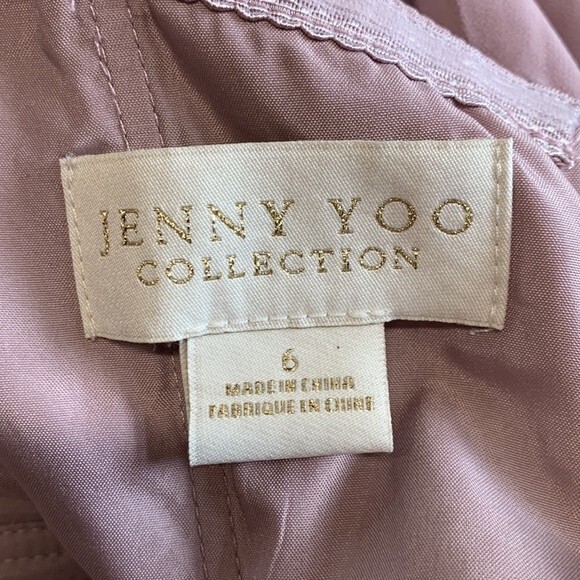 JENNY YOO
COLLECTION
6
MADE IN CHINA
FABRIQUE EN CHINE